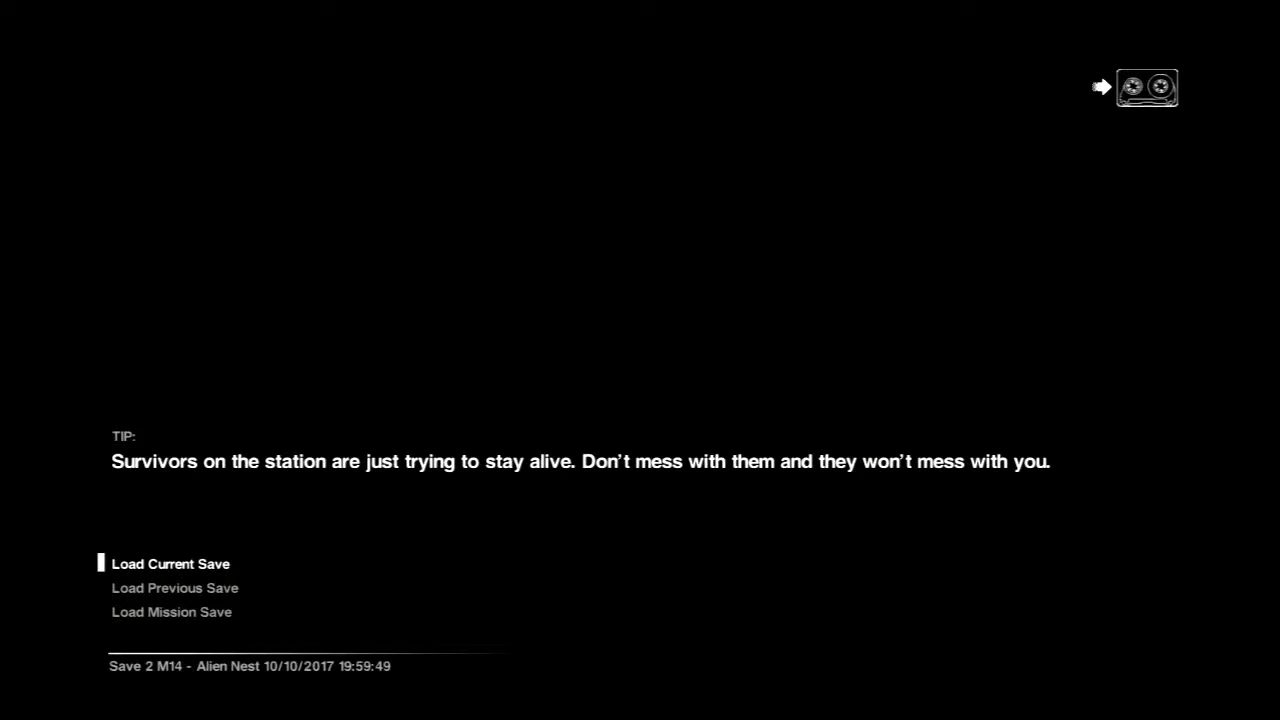 TIP:
Survivors on the station are just trying to stay alive. Don't mess with them and they won't mess with you.
Load Current Save
Load Previous Save
Load Mission Save
Save 2 M14 - Alien Nest 10/10/2017 19:59:49